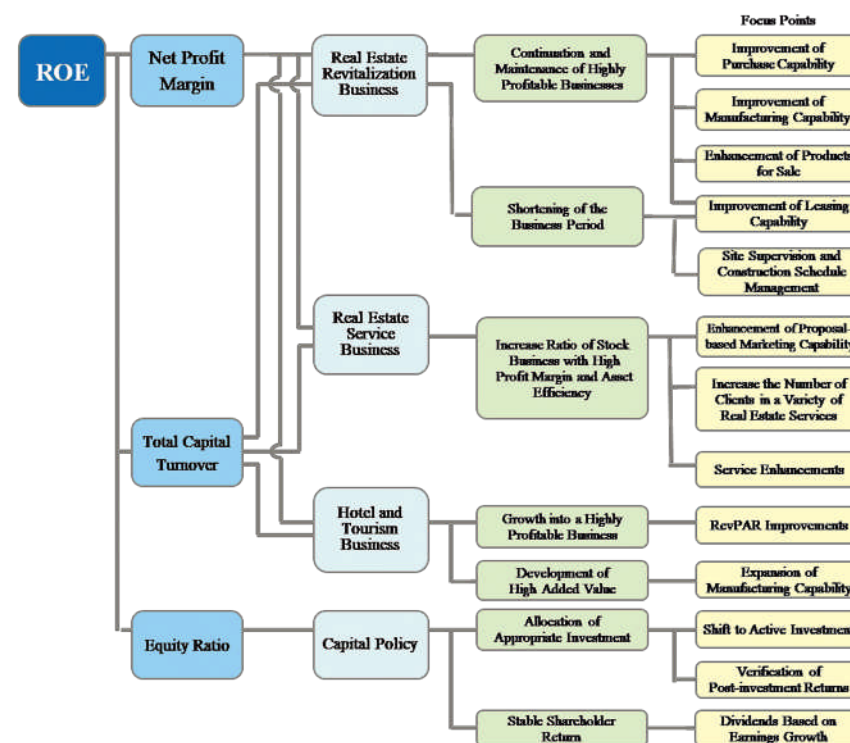 Focus Points
ROE
Net Profit
Margin
Real Estate
Revitalization
Business
Continuation and
Maintenance of Highly
Profitable Businesses
Improvement of
Purchase Capability
Improvement of
Manufacturing Capability
Enhancement of Products
for Sale
Shortening of the
Business Period
Improvement of Leasing
Capability
Site Supervision and
Construction Schedule
Management
Real Estate
Service
Business
Increase Ratio of Stock
Business with High
Profit Margin and Asset
Efficiency
Enhancement of Proposal-
based Marketing Capability
Increase the Number of
Clients in a Variety of
Real Estate Services
Service Enhancements
Total Capital
Turnover
Hotel and
Tourism
Business
Growth into a Highly
Profitable Business
RevPAR Improvements
Development of
High Added Value
Expansion of
Manufacturing Capability
Equity Ratio
Capital Policy
Allocation of
Appropriate Investment
Shift to Active Investment
Verification of
Post-investment Returns
Stable Shareholder
Return
Dividends Based on
Earnings Growth